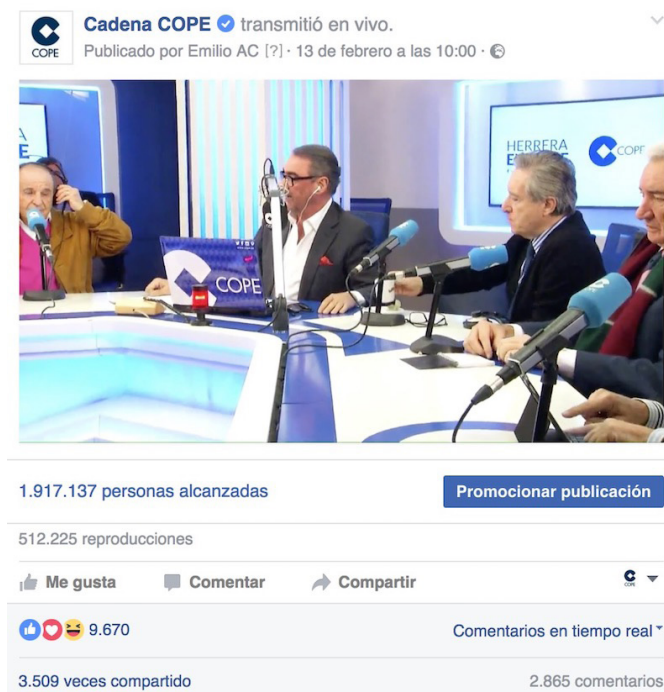 Cadena COPE transmitió en vivo.
COPE
Publicado por Emilio AC [?] · 13 de febrero a las 10:00 ·
HERRERA
COPE
COPE
1.917.137 personas alcanzadas
Promocionar publicación
512.225 reproducciones
Me gusta Comentar Compartir
COPE
9.670
Comentarios en tiempo real
3.509 veces compartido
2.865 comentarios